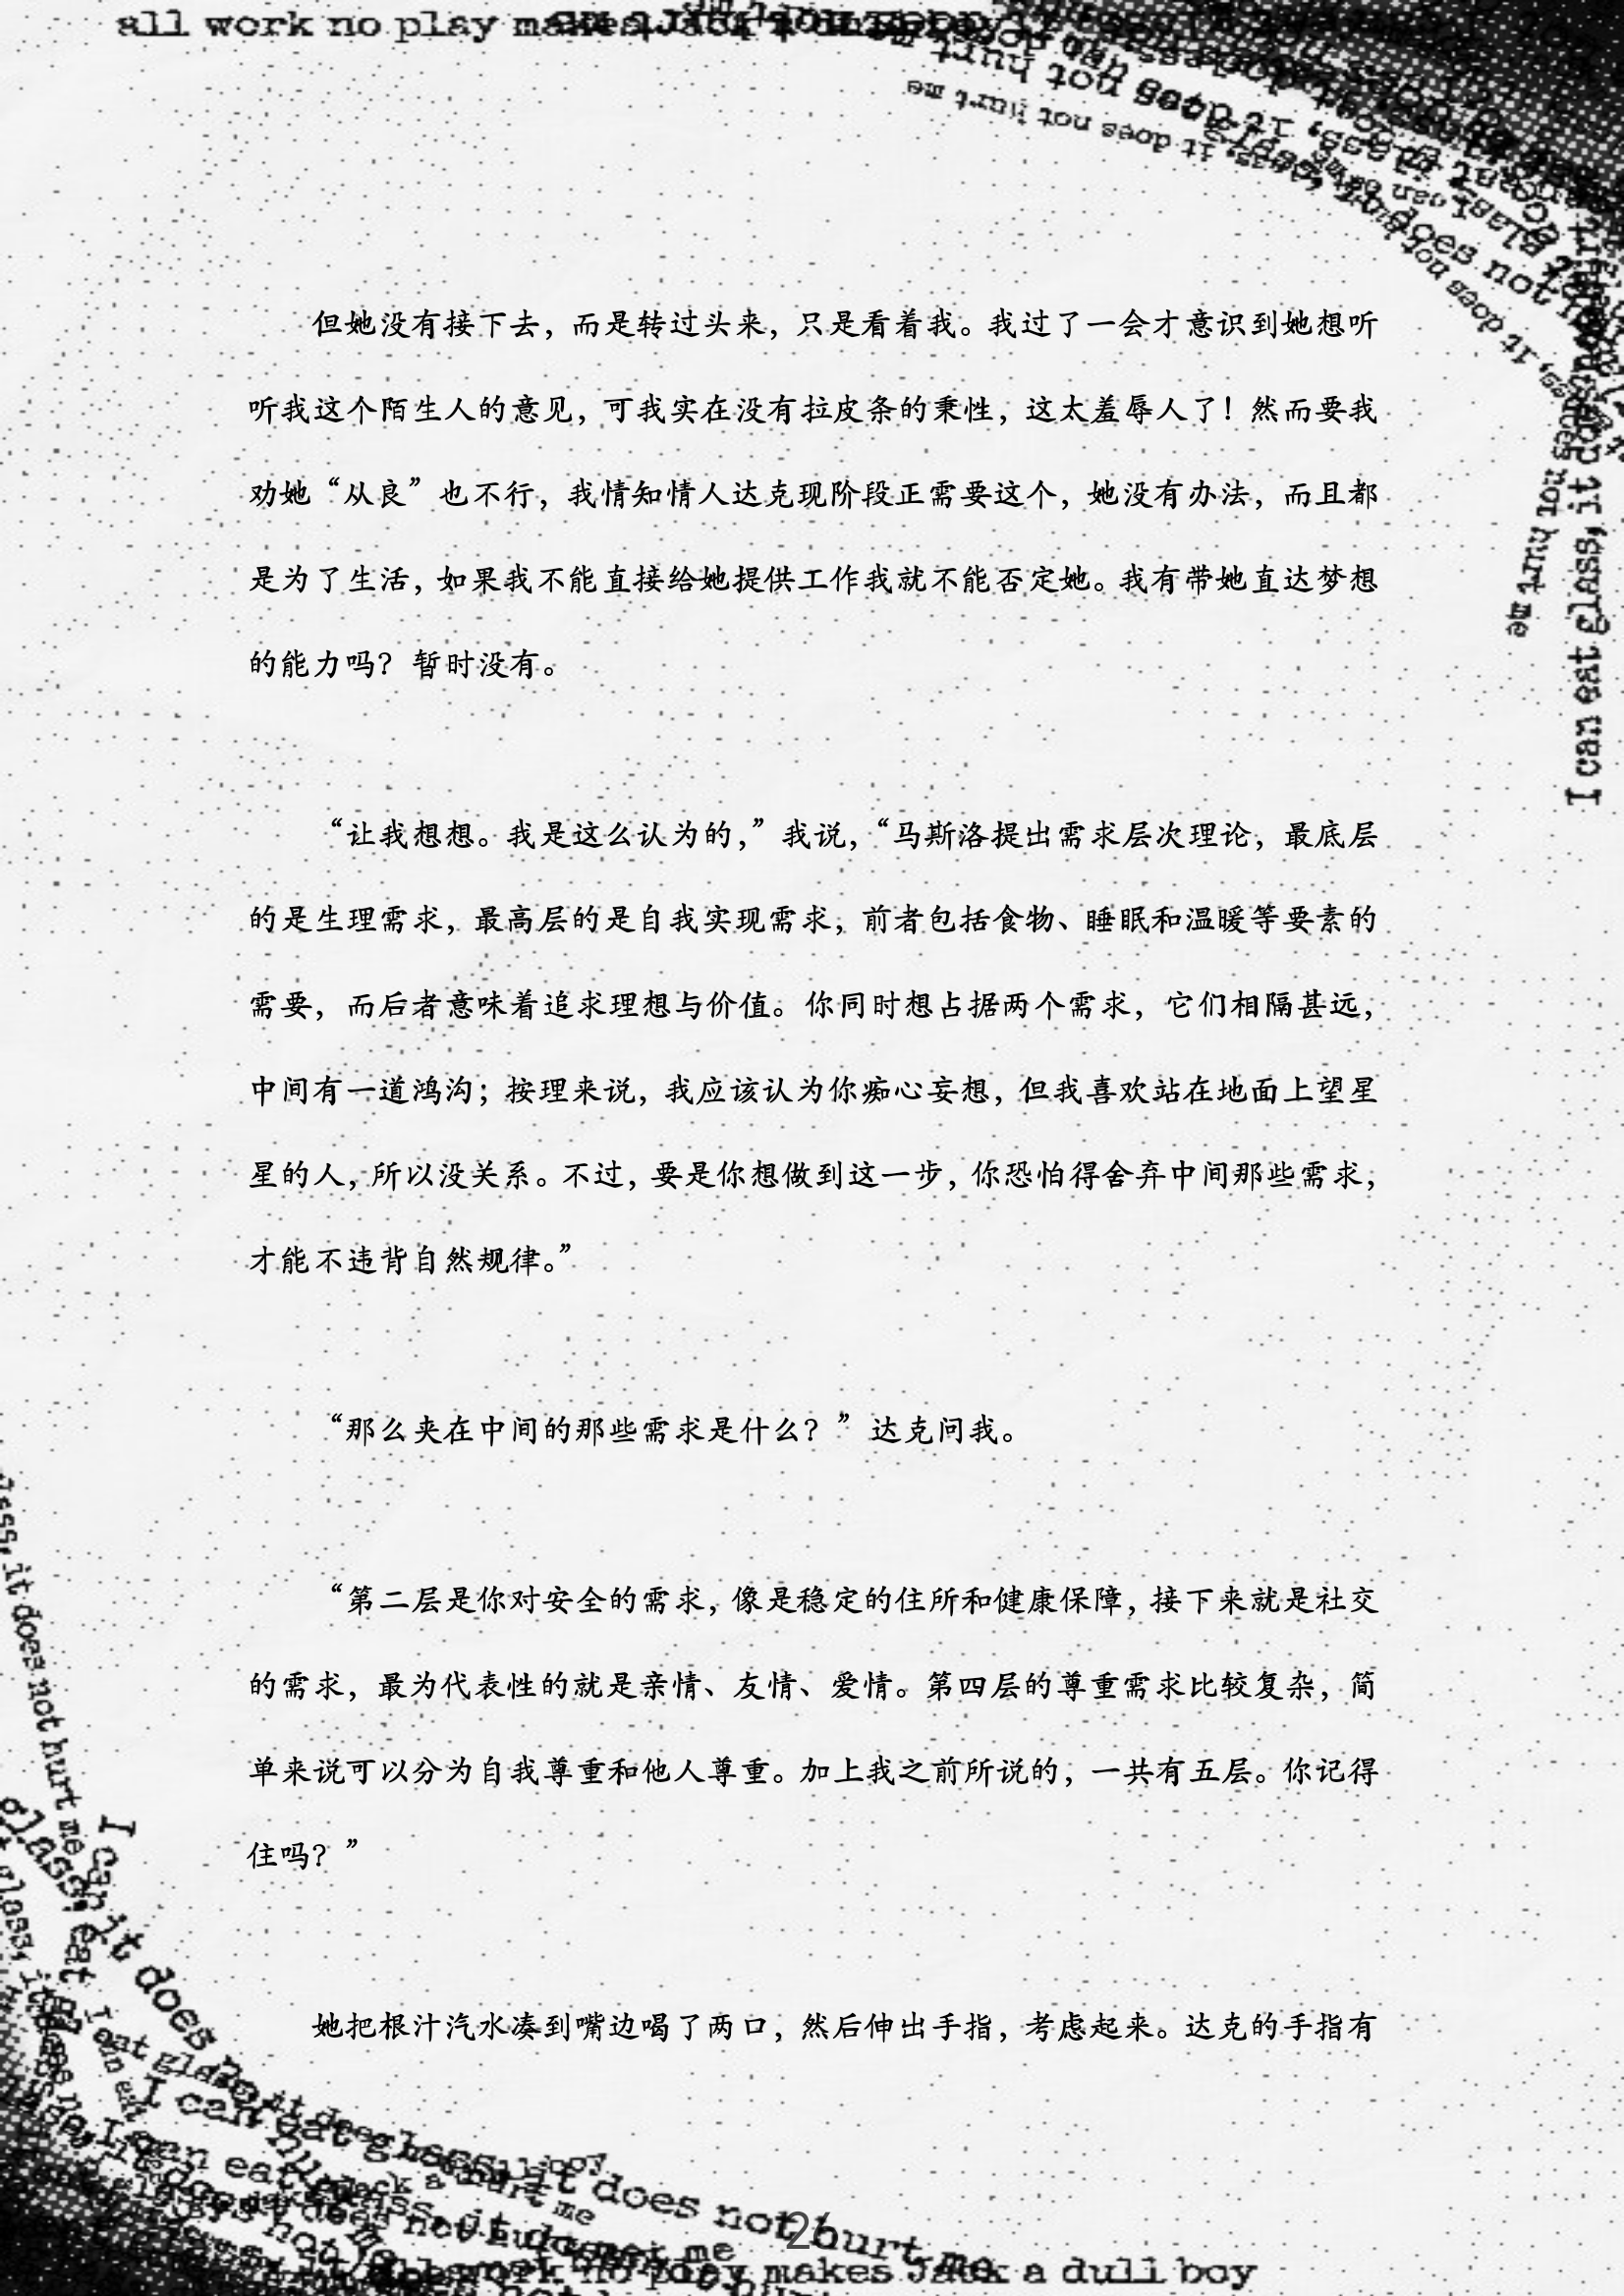 all work no play makes Jack a dull
it does not hurt me
does not hurt me
I can eat glass, it does not
但她没有接下去，而是转过头来，只是看着我。我过了一会才意识到她想听
听我这个陌生人的意见，可我实在没有拉皮条的秉性，这太羞辱人了！然而要我
劝她“从良”也不行，我情知情人达克现阶段正需要这个，她没有办法，而且都
是为了生活，如果我不能直接给她提供工作我就不能否定她。我有带她直达梦想
的能力吗？暂时没有。
“让我想想。我是这么认为的，”我说，“马斯洛提出需求层次理论，最底层
的是生理需求，最高层的是自我实现需求，前者包括食物、睡眠和温暖等要素的
需要，而后者意味着追求理想与价值。你同时想占据两个需求，它们相隔甚远，
中间有一道鸿沟；按理来说，我应该认为你痴心妄想，但我喜欢站在地面上望星
星的人，所以没关系。不过，要是你想做到这一步，你恐怕得舍弃中间那些需求，
才能不违背自然规律。”
“那么夹在中间的那些需求是什么？”达克问我。
“第二层是你对安全的需求，像是稳定的住所和健康保障，接下来就是社交
的需求，最为代表性的就是亲情、友情、爱情。第四层的尊重需求比较复杂，简
单来说可以分为自我尊重和他人尊重。加上我之前所说的，一共有五层。你记得
住吗？”
她把根汁汽水凑到嘴边喝了两口，然后伸出手指，考虑起来。达克的手指有
it does not hurt me
I can eat glass, it does not hurt me
work no play makes Jack a dull boy